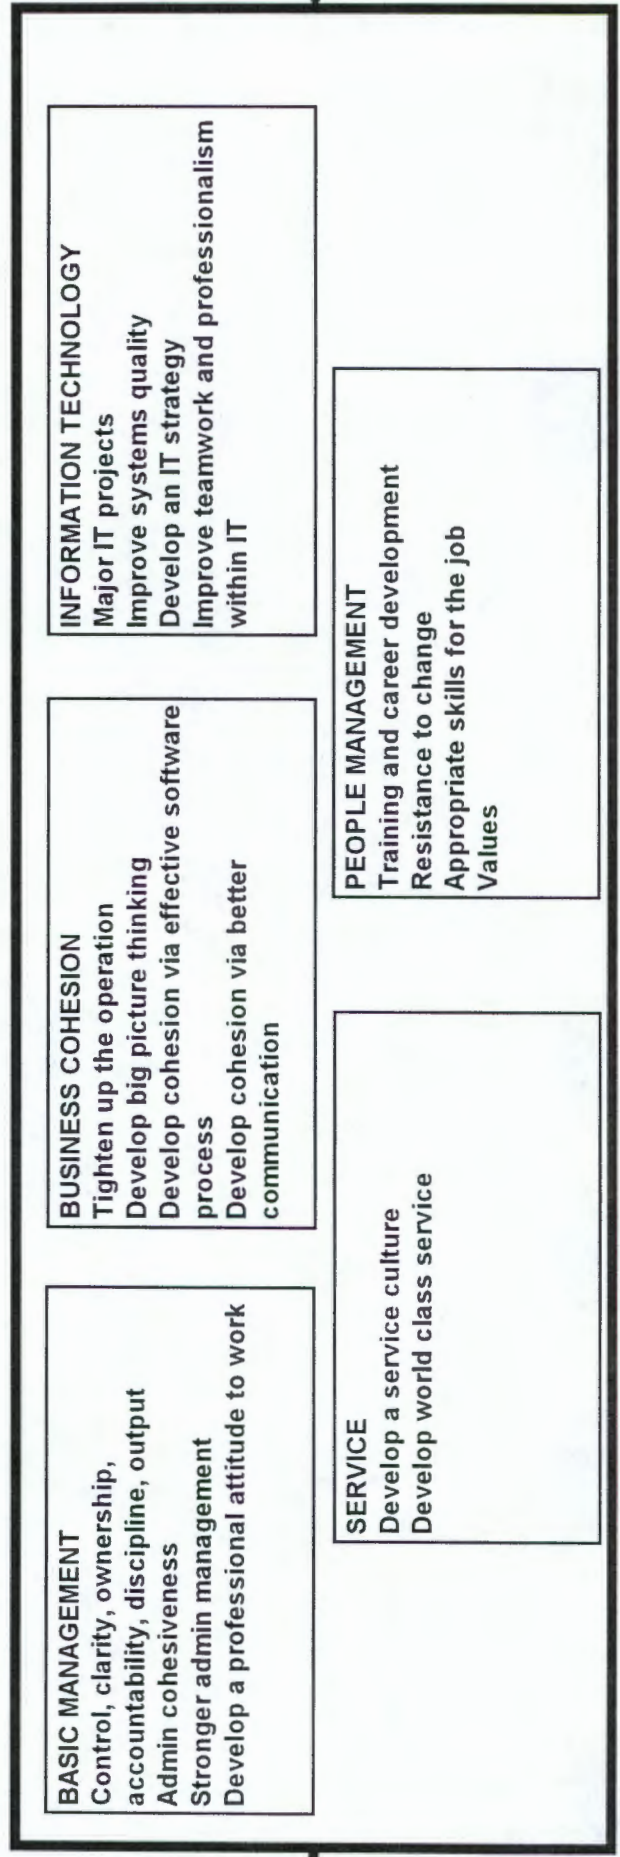 BASIC MANAGEMENT
Control, clarity, ownership,
accountability, discipline, output
Admin cohesiveness
Stronger admin management
Develop a professional attitude to work
BUSINESS COHESION
Tighten up the operation
Develop big picture thinking
Develop cohesion via effective software
process
Develop cohesion via better
communication
INFORMATION TECHNOLOGY
Major IT projects
Improve systems quality
Develop an IT strategy
Improve teamwork and professionalism
within IT
SERVICE
Develop a service culture
Develop world class service
PEOPLE MANAGEMENT
Training and career development
Resistance to change
Appropriate skills for the job
Values